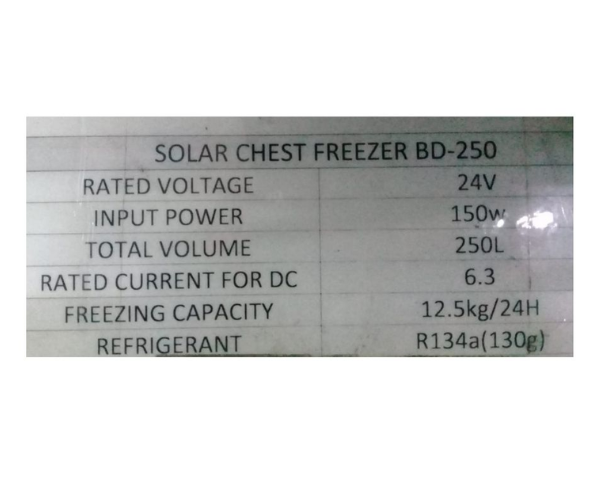 SOLAR CHEST FREEZER BD-250
RATED VOLTAGE 24V
INPUT POWER 150w
TOTAL VOLUME 250L
RATED CURRENT FOR DC 6.3
FREEZING CAPACITY 12.5kg/24H
REFRIGERANT R134a(130g)